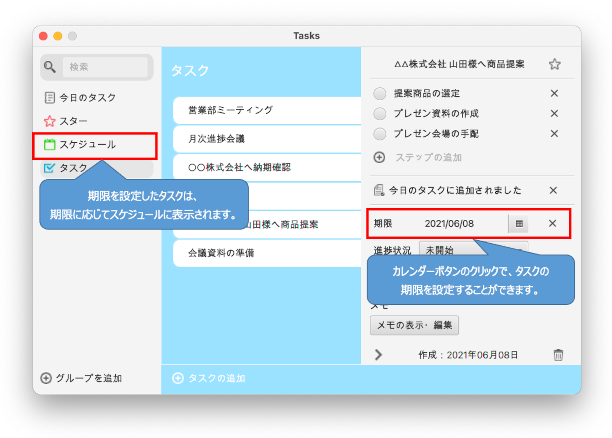 Tasks
検索
今日のタスク
スター
スケジュール
タスク
期限を設定したタスクは、
期限に応じてスケジュールに表示されます。
グループを追加
タスク
営業部ミーティング
月次進捗会議
〇〇株式会社へ納期確認
山田様へ商品提案
会議資料の準備
タスクの追加
△△株式会社 山田様へ商品提案
提案商品の選定
プレゼン資料の作成
プレゼン会場の手配
ステップの追加
今日のタスクに追加されました
期限 2021/06/08
進捗状況 未開始
カレンダーボタンのクリックで、タスクの
期限を設定することができます。
メモ
メモの表示・編集
作成：2021年06月08日